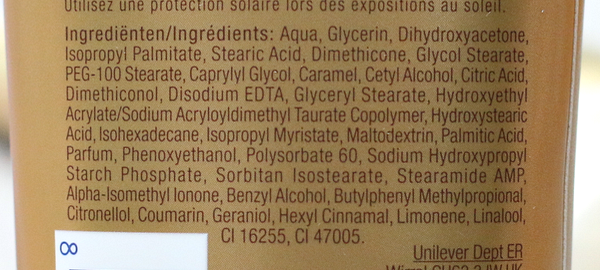 Utilisez une protection solaire lors des expositions au soleil.
Ingrediënten/Ingrédients: Aqua, Glycerin, Dihydroxyacetone,
Isopropyl Palmitate, Stearic Acid, Dimethicone, Glycol Stearate,
PEG-100 Stearate, Caprylyl Glycol, Caramel, Cetyl Alcohol, Citric Acid,
Dimethiconol, Disodium EDTA, Glyceryl Stearate, Hydroxyethyl
Acrylate/Sodium Acryloyldimethyl Taurate Copolymer, Hydroxystearic
Acid, Isohexadecane, Isopropyl Myristate, Maltodextrin, Palmitic Acid,
Parfum, Phenoxyethanol, Polysorbate 60, Sodium Hydroxypropyl
Starch Phosphate, Sorbitan Isostearate, Stearamide AMP,
Alpha-Isomethyl Ionone, Benzyl Alcohol, Butylphenyl Methylpropional,
Citronellol, Coumarin, Geraniol, Hexyl Cinnamal, Limonene, Linalool,
CI 16255, CI 47005.
8
Unilever Dept ER